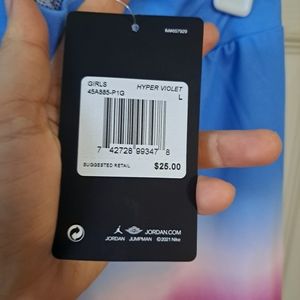 GIRLS
45A885-P1G
HYPER VIOLET
L
7 42728 99347 8
SUGGESTED RETAIL
$25.00
JORDAN JUMPMAN JORDAN.COM
©2021 Nike